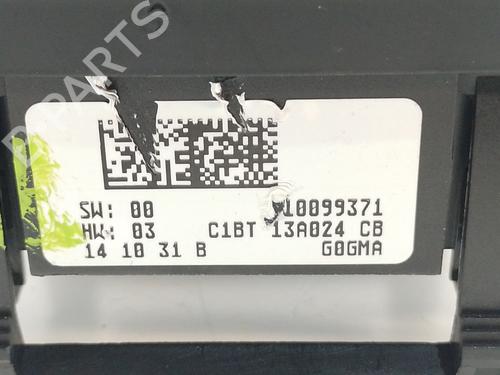 B-PARTS
SW: 00 10099371
HW: 03 C1BT 13A024 CB
14 10 31 B G0GMA